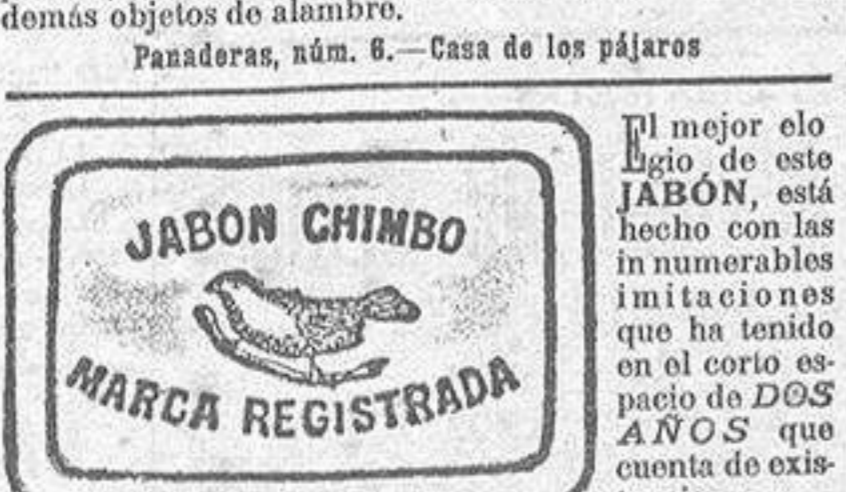 demás objetos de alambre.
Panaderas, núm. 6.—Casa de los pájaros
JABON CHIMBO
MARCA REGISTRADA
El mejor elo
gio de este
JABÓN, está
hecho con las
innumerables
imitaciones
que ha tenido
en el corto es-
pacio de DOS
AÑOS que
cuenta de exis-